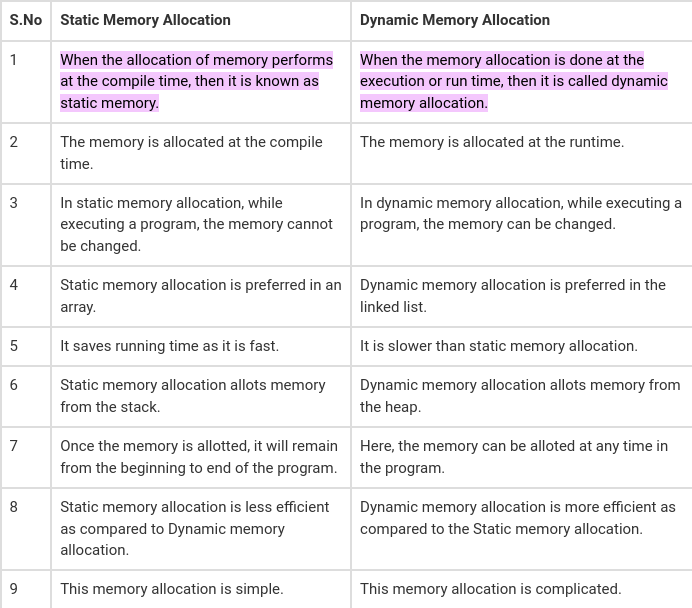 S.No Static Memory Allocation Dynamic Memory Allocation
1 When the allocation of memory performs When the memory allocation is done at the
at the compile time, then it is known as execution or run time, then it is called dynamic
static memory. memory allocation.
2 The memory is allocated at the compile The memory is allocated at the runtime.
time.
3 In static memory allocation, while In dynamic memory allocation, while executing a
executing a program, the memory cannot program, the memory can be changed.
be changed.
4 Static memory allocation is preferred in an Dynamic memory allocation is preferred in the
array. linked list.
5 It saves running time as it is fast. It is slower than static memory allocation.
6 Static memory allocation allots memory Dynamic memory allocation allots memory from
from the stack. the heap.
7 Once the memory is allotted, it will remain Here, the memory can be alloted at any time in
from the beginning to end of the program. the program.
8 Static memory allocation is less efficient Dynamic memory allocation is more efficient as
as compared to Dynamic memory compared to the Static memory allocation.
allocation.
9 This memory allocation is simple. This memory allocation is complicated.